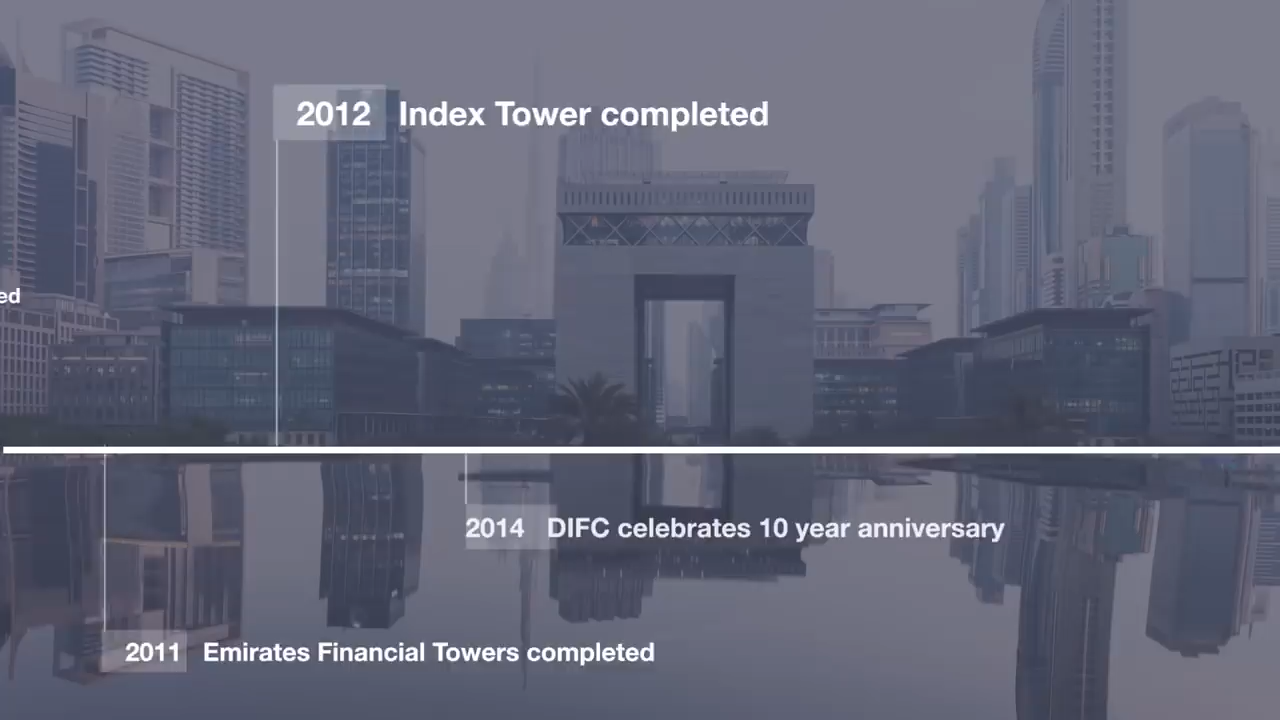 2012 Index Tower completed
ed
2014 DIFC celebrates 10 year anniversary
2011 Emirates Financial Towers completed